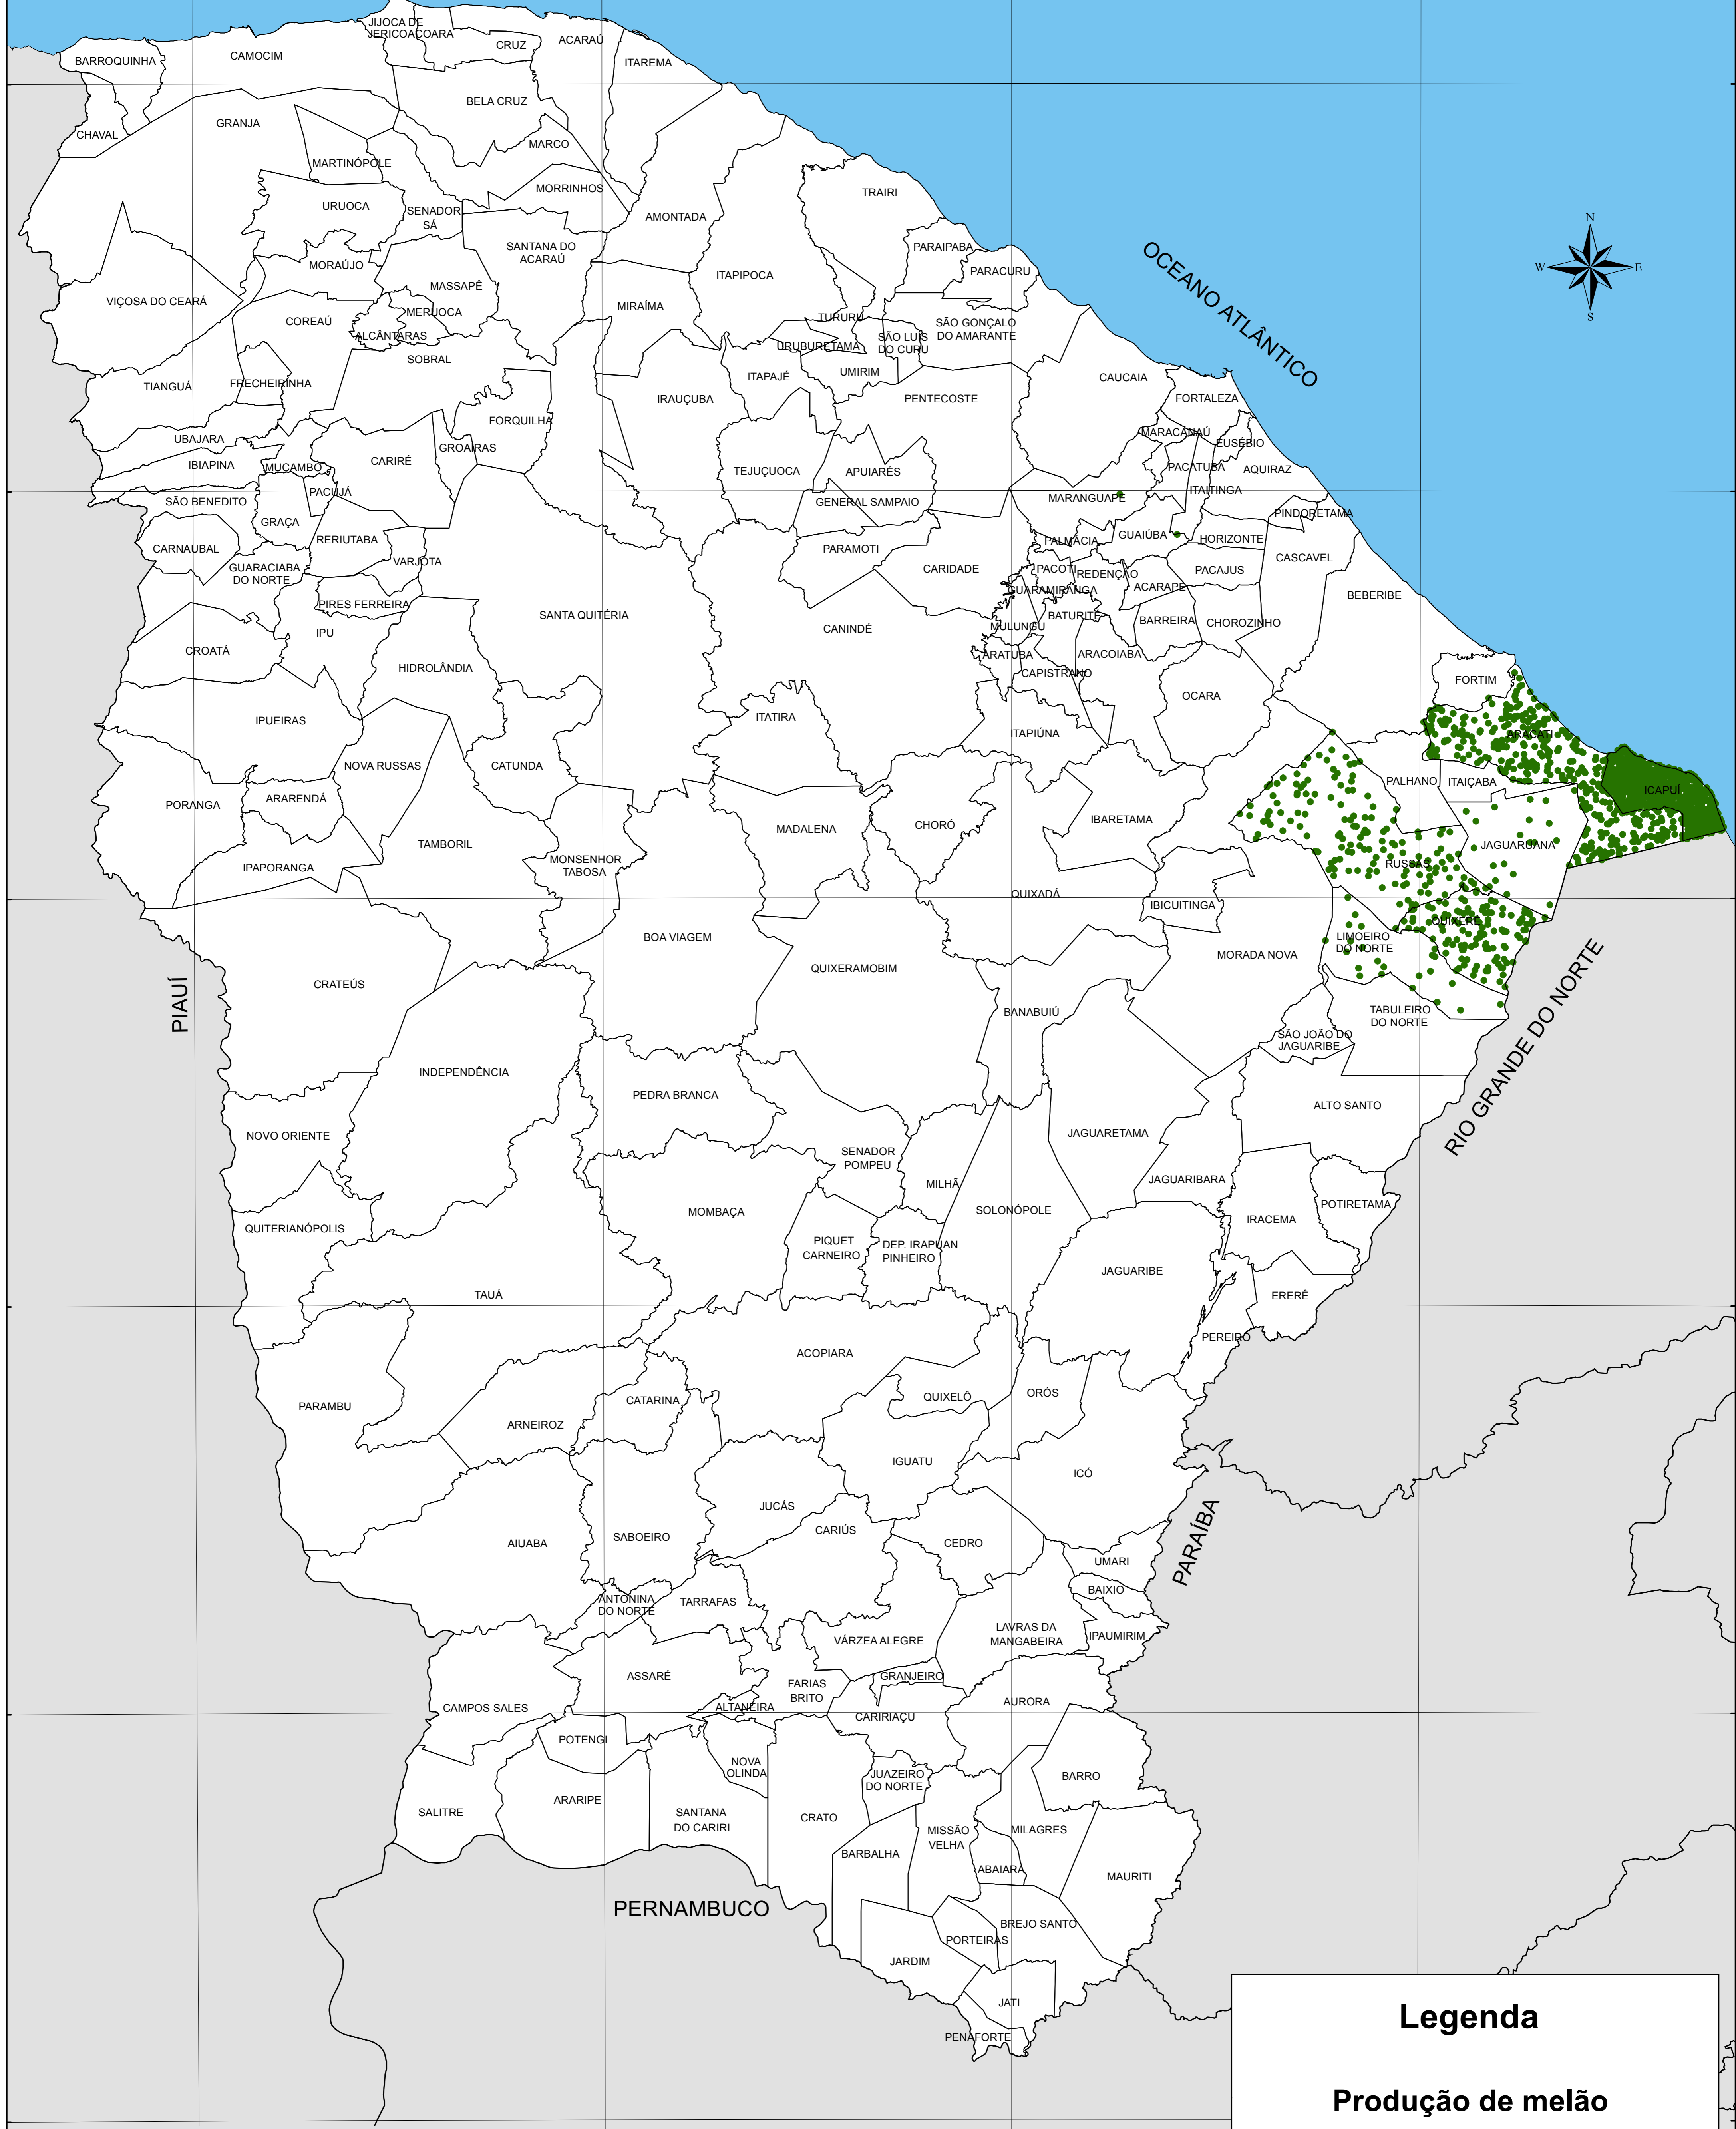 JIJOCA DE
JERICOACOARA
CRUZ
ACARAÚ
ITAREMA
BARROQUINHA
CAMOCIM
BELA CRUZ
CHAVAL
GRANJA
MARCO
MARTINÓPOLE
MORRINHOS
TRAIRI
URUOCA
SENADOR
SÁ
AMONTADA
N
W
E
S
SANTANA DO
ACARAÚ
PARAIPABA
PARACURU
OCEANO ATLÂNTICO
MORAÚJO
MASSAPÊ
ITAPIPOCA
VIÇOSA DO CEARÁ
MIRAÍMA
MERUOCA
COREAÚ
TURURU
SÃO GONÇALO
DO AMARANTE
ALCÂNTARAS
URUBURETAMA
SÃO LUIS
DO CURU
SOBRAL
TIANGUÁ
FRECHEIRINHA
ITAPAJÉ
UMIRIM
CAUCAIA
IRAUÇUBA
PENTECOSTE
FORTALEZA
FORQUILHA
UBAJARA
GROAÍRAS
MARACANAÚ
EUSÉBIO
IBIAPINA
MUCAMBO
CARIRÉ
TEJUÇUOCA
APUIARÉS
PACATUBA
AQUIRAZ
SÃO BENEDITO
PACUJÁ
GENERAL SAMPAIO
MARANGUAPE
ITAITINGA
PINDORETAMA
GRAÇA
RERIUTABA
CARNAUBAL
PARAMOTI
PALMÁCIA
GUAIÚBA
HORIZONTE
CASCAVEL
GUARACIABA
DO NORTE
VARJOTA
CARIDADE
PACOTI
REDENÇÃO
PACAJUS
PIRES FERREIRA
GUARAMIRANGA
ACARAPE
BEBERIBE
SANTA QUITÉRIA
CANINDÉ
BATURITÉ
BARREIRA
CHOROZINHO
IPU
MULUNGU
CROATÁ
HIDROLÂNDIA
ARATUBA
ARACOIABA
CAPISTRANO
FORTIM
OCARA
IPUEIRAS
ITATIRA
ITAPIÚNA
ARACATI
NOVA RUSSAS
CATUNDA
PALHANO
ITAIÇABA
ICAPUÍ
PORANGA
ARARENDÁ
MADALENA
CHORÓ
IBARETAMA
TAMBORIL
JAGUARUANA
IPAPORANGA
MONSENHOR
TABOSA
RUSSAS
QUIXADÁ
IBICUITINGA
QUIXERÉ
BOA VIAGEM
QUIXERAMOBIM
LIMOEIRO
DO NORTE
MORADA NOVA
CRATEÚS
PIAUÍ
BANABUIÚ
TABULEIRO
DO NORTE
SÃO JOÃO DO
JAGUARIBE
RIO GRANDE DO NORTE
INDEPENDÊNCIA
PEDRA BRANCA
ALTO SANTO
NOVO ORIENTE
JAGUARETAMA
SENADOR
POMPEU
MILHÃ
JAGUARIBARA
POTIRETAMA
MOMBAÇA
SOLONÓPOLE
IRACEMA
QUITERIANÓPOLIS
PIQUET
CARNEIRO
DEP. IRAPUAN
PINHEIRO
JAGUARIBE
TAUÁ
ERERÊ
PEREIRO
ACOPIARA
PARAMBU
CATARINA
QUIXELÔ
ORÓS
ARNEIROZ
IGUATU
ICÓ
JUCÁS
CARIÚS
PARAÍBA
AIUABA
SABOEIRO
CEDRO
UMARI
BAIXIO
ANTONINA
DO NORTE
TARRAFAS
LAVRAS DA
MANGABEIRA
IPAUMIRIM
VÁRZEA ALEGRE
ASSARÉ
GRANJEIRO
FARIAS
BRITO
CAMPOS SALES
ALTANEIRA
CARIRIAÇU
AURORA
POTENGI
NOVA
OLINDA
JUAZEIRO
DO NORTE
BARRO
SALITRE
ARARIPE
SANTANA
DO CARIRI
CRATO
MISSÃO
VELHA
MILAGRES
BARBALHA
ABAIARA
MAURITI
PERNAMBUCO
BREJO SANTO
PORTEIRAS
JARDIM
JATI
PENAFORTE
Legenda
Produção de melão